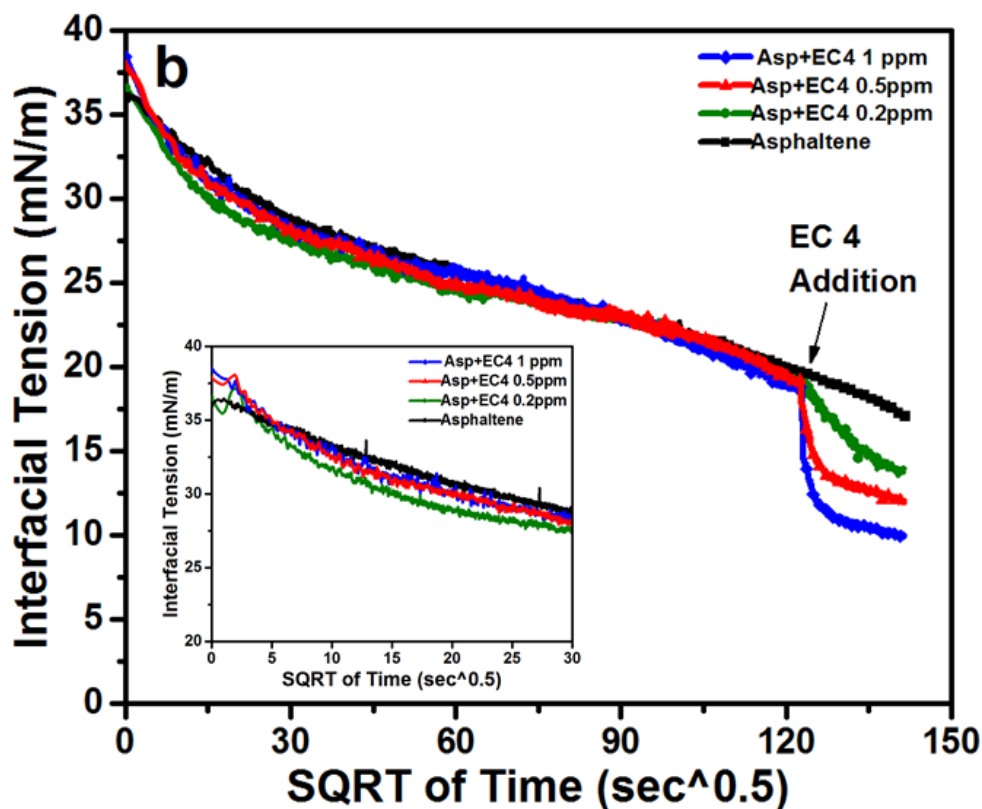 b
Asp+EC4 1 ppm
Asp+EC4 0.5ppm
Asp+EC4 0.2ppm
Asphaltene
EC 4
Addition
Interfacial Tension (mN/m)
40
35
30
25
20
15
10
5
0
0
30
60
90
120
150
SQRT of Time (sec^0.5)
Asp+EC4 1 ppm
Asp+EC4 0.5ppm
Asp+EC4 0.2ppm
Asphaltene
Interfacial Tension (mN/m)
40
35
30
25
20
0
5
10
15
20
25
30
SQRT of Time (sec^0.5)